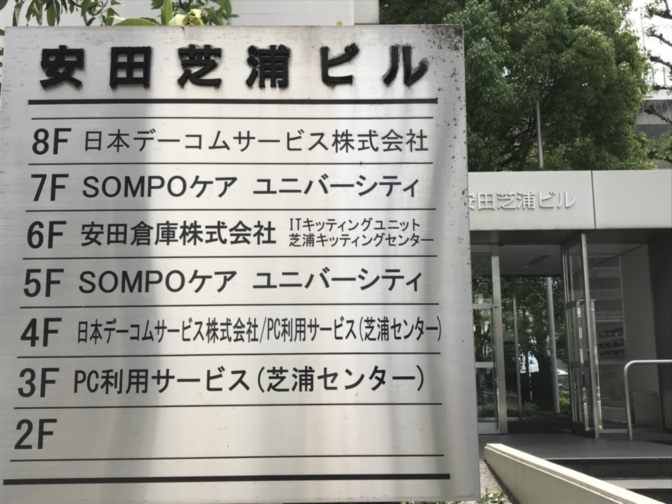 安田芝浦ビル
8F 日本デーコムサービス株式会社
7F SOMPOケア ユニバーシティ
6F 安田倉庫株式会社 ITキッティングユニット
芝浦キッティングセンター
5F SOMPOケア ユニバーシティ
4F 日本デーコムサービス株式会社/PC利用サービス(芝浦センター)
3F PC利用サービス(芝浦センター)
2F
安田芝浦ビル